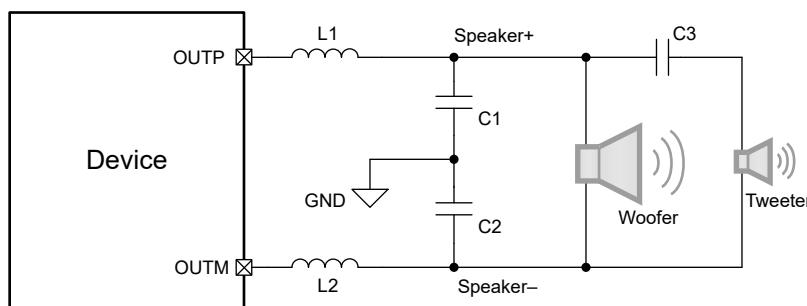 L1
Speaker+
C3
OUTP
C1
Device
GND
C2
Woofer
Tweeter
OUTM
L2
Speaker–